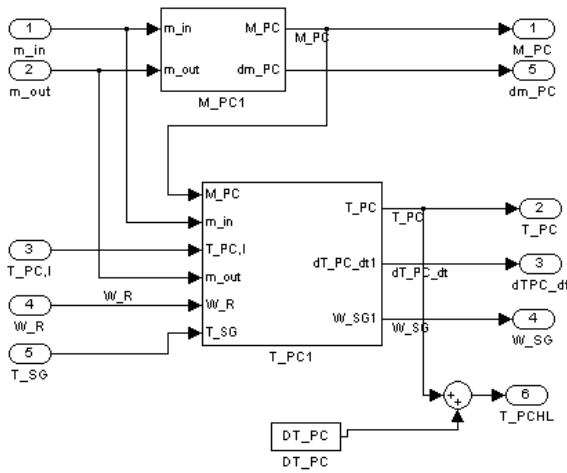 1
m_in
2
m_out
m_in
m_out
M_PC
dm_PC
M_PC1
M_PC
1
M_PC
5
dm_PC
3
T_PC,I
4
W_R
5
T_SG
W_R
M_PC
m_in
T_PC,I
m_out
W_R
T_SG
T_PC
dT_PC_dt1
W_SG1
T_PC1
T_PC
dT_PC_dt
W_SG
2
T_PC
3
dTPC_dt
4
W_SG
+
+
6
T_PCHL
DT_PC
DT_PC